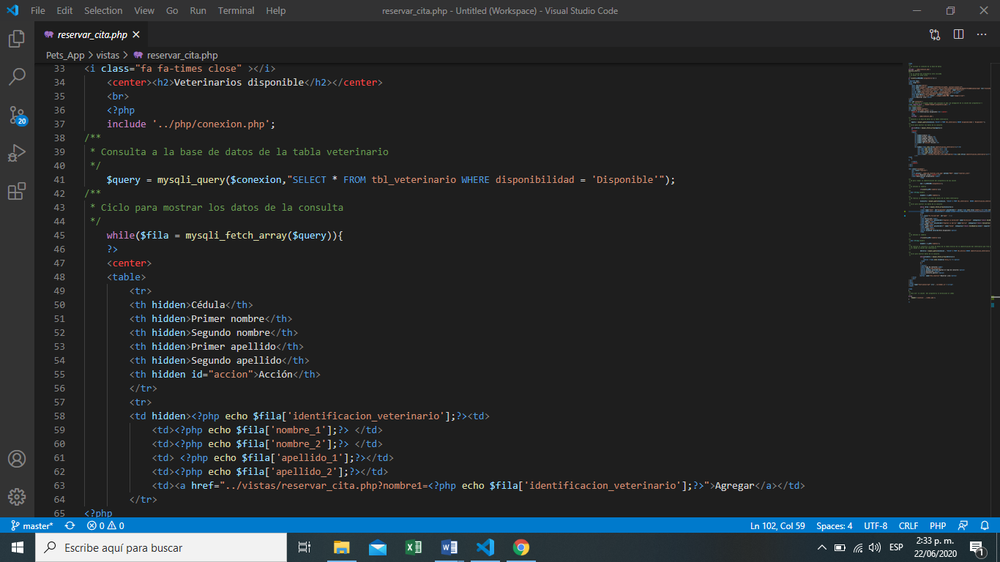 File Edit Selection View Go Run Terminal Help reservar_cita.php - Untitled (Workspace) - Visual Studio Code
reservar_cita.php
Pets_App > vistas > reservar_cita.php
33 <i class="fa fa-times close" ></i>
34 <center><h2>Veterinarios disponible</h2></center>
35 <br>
36 <?php
37 include '../php/conexion.php';
38 /**
39 * Consulta a la base de datos de la tabla veterinario
40 */
41 $query = mysqli_query($conexion,"SELECT * FROM tbl_veterinario WHERE disponibilidad = 'Disponible'");
42 /**
43 * Ciclo para mostrar los datos de la consulta
44 */
45 while($fila = mysqli_fetch_array($query)){
46 ?>
47 <center>
48 <table>
49 <tr>
50 <th hidden>Cédula</th>
51 <th hidden>Primer nombre</th>
52 <th hidden>Segundo nombre</th>
53 <th hidden>Primer apellido</th>
54 <th hidden>Segundo apellido</th>
55 <th hidden id="accion">Acción</th>
56 </tr>
57 <tr>
58 <td hidden><?php echo $fila['identificacion_veterinario'];?><td>
59 <td><?php echo $fila['nombre_1'];?> </td>
60 <td><?php echo $fila['nombre_2'];?> </td>
61 <td> <?php echo $fila['apellido_1'];?></td>
62 <td><?php echo $fila['apellido_2'];?></td>
63 <td><a href="../vistas/reservar_cita.php?nombre1=<?php echo $fila['identificacion_veterinario'];?>">Agregar</a></td>
64 </tr>
65 <?php
20
master* 0 0 Ln 102, Col 59 Spaces: 4 UTF-8 CRLF PHP
Escribe aquí para buscar
ESP
2:33 p. m.
22/06/2020
1